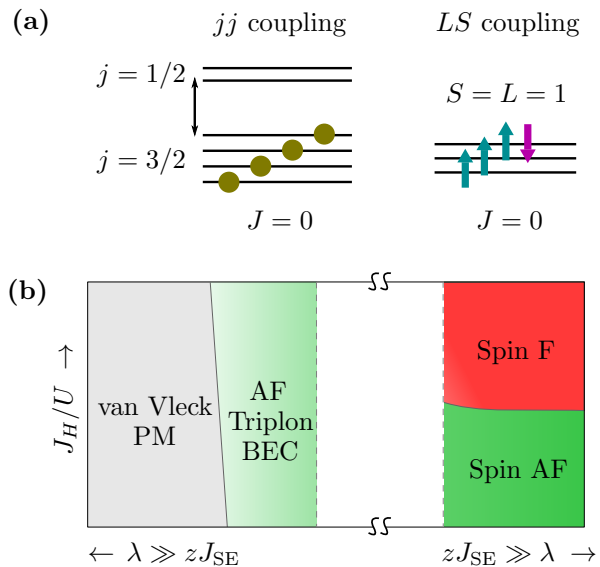 (a)
jj coupling
LS coupling
j = 1/2
j = 3/2
S = L = 1
J = 0
J = 0
(b)
J_H/U →
van Vleck
PM
AF
Triplon
BEC
Spin F
Spin AF
← λ ≫ zJ_SE
zJ_SE ≫ λ →